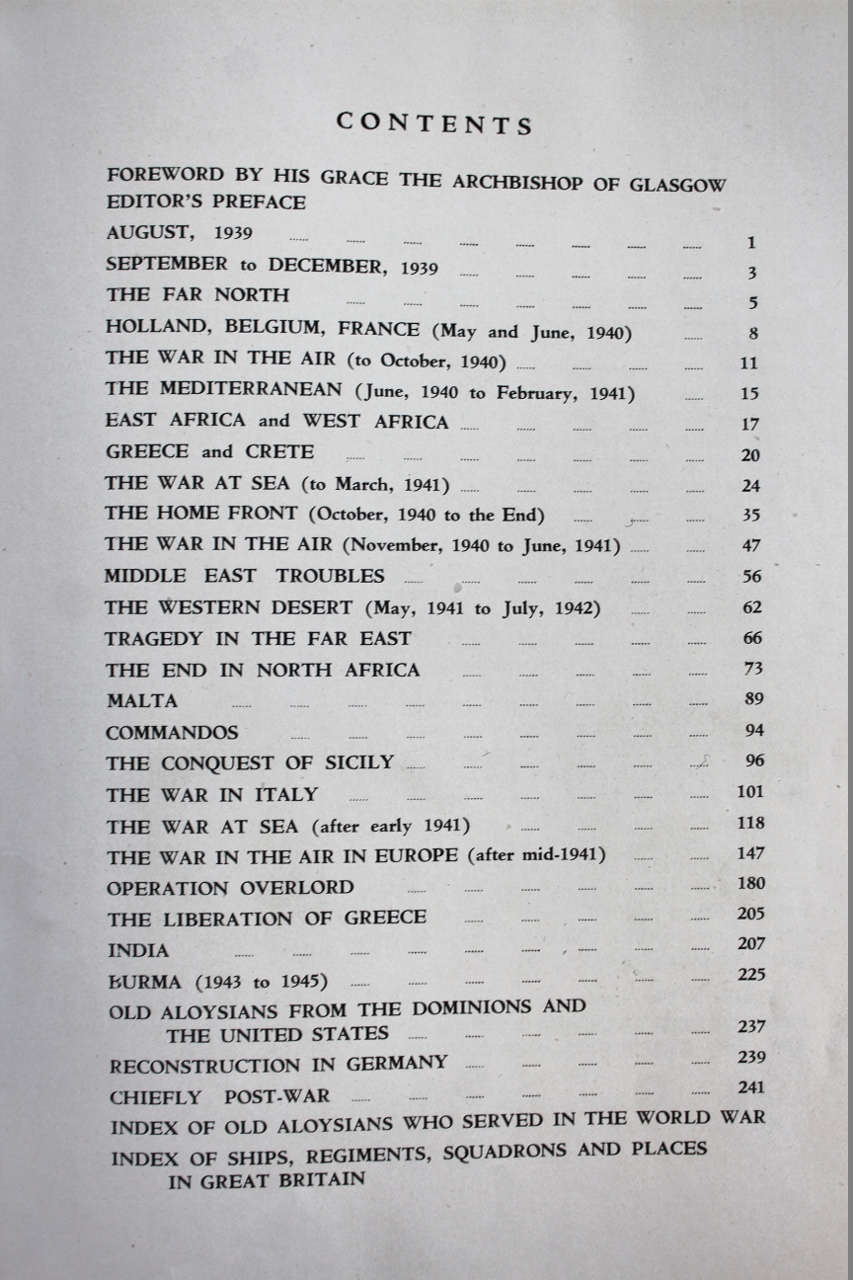 CONTENTS
FOREWORD BY HIS GRACE THE ARCHBISHOP OF GLASGOW
EDITOR'S PREFACE
AUGUST, 1939 ...... ...... ...... ...... ...... ...... ...... ...... 1
SEPTEMBER to DECEMBER, 1939 ...... ...... ...... ...... ...... 3
THE FAR NORTH ...... ...... ...... ...... ...... ...... ...... 5
HOLLAND, BELGIUM, FRANCE (May and June, 1940) ...... 8
THE WAR IN THE AIR (to October, 1940) ...... ...... ...... ...... 11
THE MEDITERRANEAN (June, 1940 to February, 1941) ...... 15
EAST AFRICA and WEST AFRICA ...... ...... ...... ...... ...... 17
GREECE and CRETE ...... ...... ...... ...... ...... ...... ...... 20
THE WAR AT SEA (to March, 1941) ...... ...... ...... ...... ...... 24
THE HOME FRONT (October, 1940 to the End) ...... ...... ...... 35
THE WAR IN THE AIR (November, 1940 to June, 1941) ...... ...... 47
MIDDLE EAST TROUBLES ...... ...... ...... ...... ...... ...... 56
THE WESTERN DESERT (May, 1941 to July, 1942) ...... ...... 62
TRAGEDY IN THE FAR EAST ...... ...... ...... ...... ...... 66
THE END IN NORTH AFRICA ...... ...... ...... ...... ...... 73
MALTA ...... ...... ...... ...... ...... ...... ...... ...... ...... 89
COMMANDOS ...... ...... ...... ...... ...... ...... ...... ...... 94
THE CONQUEST OF SICILY ...... ...... ...... ...... ...... ...... 96
THE WAR IN ITALY ...... ...... ...... ...... ...... ...... ...... 101
THE WAR AT SEA (after early 1941) ...... ...... ...... ...... 118
THE WAR IN THE AIR IN EUROPE (after mid-1941) ...... ...... 147
OPERATION OVERLORD ...... ...... ...... ...... ...... ...... 180
THE LIBERATION OF GREECE ...... ...... ...... ...... ...... 205
INDIA ...... ...... ...... ...... ...... ...... ...... ...... ...... 207
BURMA (1943 to 1945) ...... ...... ...... ...... ...... ...... ...... 225
OLD ALOYSIANS FROM THE DOMINIONS AND
THE UNITED STATES ...... ...... ...... ...... ...... ...... 237
RECONSTRUCTION IN GERMANY ...... ...... ...... ...... ...... 239
CHIEFLY POST-WAR ...... ...... ...... ...... ...... ...... ...... 241
INDEX OF OLD ALOYSIANS WHO SERVED IN THE WORLD WAR
INDEX OF SHIPS, REGIMENTS, SQUADRONS AND PLACES
IN GREAT BRITAIN